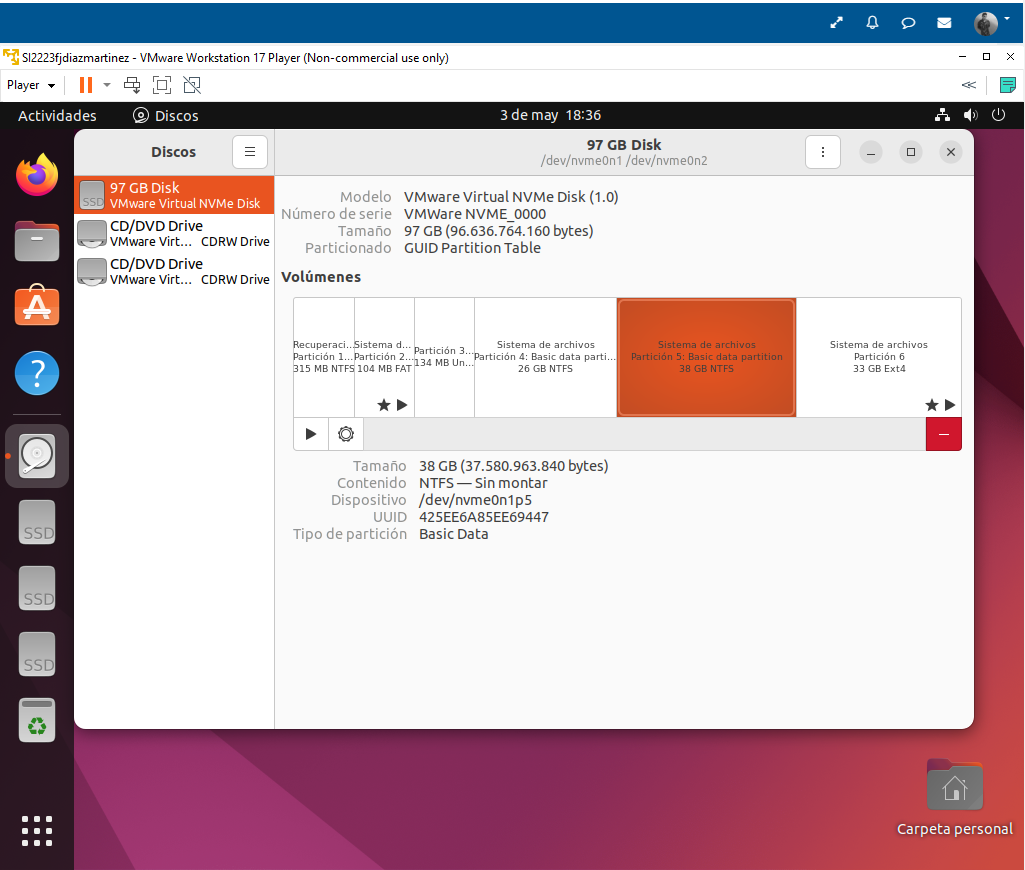 SI2223fjdiazmartinez - VMware Workstation 17 Player (Non-commercial use only)
Player
Actividades
Discos
3 de may 18:36
Discos
97 GB Disk
/dev/nvme0n1 /dev/nvme0n2
97 GB Disk
VMware Virtual NVMe Disk
CD/DVD Drive
VMware Virt... CDRW Drive
CD/DVD Drive
VMware Virt... CDRW Drive
Modelo VMware Virtual NVMe Disk (1.0)
Número de serie VMWare NVME_0000
Tamaño 97 GB (96.636.764.160 bytes)
Particionado GUID Partition Table
Volúmenes
Recuperaci...
Partición 1...
315 MB NTFS
Sistema d...
Partición 2...
104 MB FAT
Partición 3...
134 MB Un...
Sistema de archivos
Partición 4: Basic data parti...
26 GB NTFS
Sistema de archivos
Partición 5: Basic data partition
38 GB NTFS
Sistema de archivos
Partición 6
33 GB Ext4
Tamaño 38 GB (37.580.963.840 bytes)
Contenido NTFS — Sin montar
Dispositivo /dev/nvme0n1p5
UUID 425EE6A85EE69447
Tipo de partición Basic Data
SSD
SSD
SSD
SSD
Carpeta personal